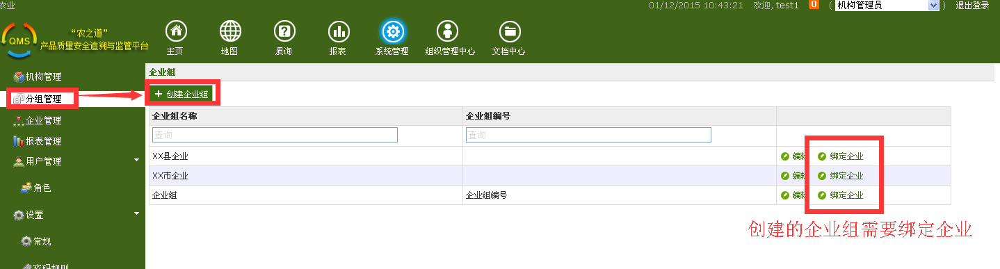 农业
01/12/2015 10:43:21 欢迎, test1 0 ( 机构管理员 ) 退出登录
QMS
“农之道”
产品质量安全追溯与监管平台
主页 地图 质询 报表 系统管理 组织管理中心 文档中心
机构管理
分组管理
企业管理
报表管理
用户管理
角色
设置
常规
密码规则
企业组
+ 创建企业组
企业组名称 企业组编号
查询 查询
XX县企业 编辑 绑定企业
XX市企业 编辑 绑定企业
企业组 企业组编号 编辑 绑定企业
创建的企业组需要绑定企业